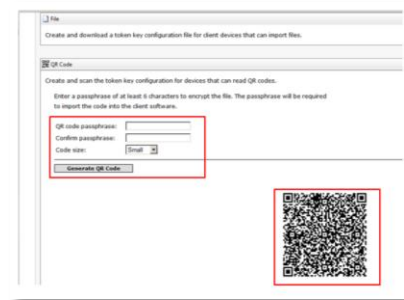 File
Create and download a token key configuration file for client devices that can import files.
QR Code
Create and scan the token key configuration for devices that can read QR codes.
Enter a passphrase of at least 6 characters to encrypt the file. The passphrase will be required
to import the code into the client software.
QR code passphrase:
Confirm passphrase:
Code size: Small
Generate QR Code